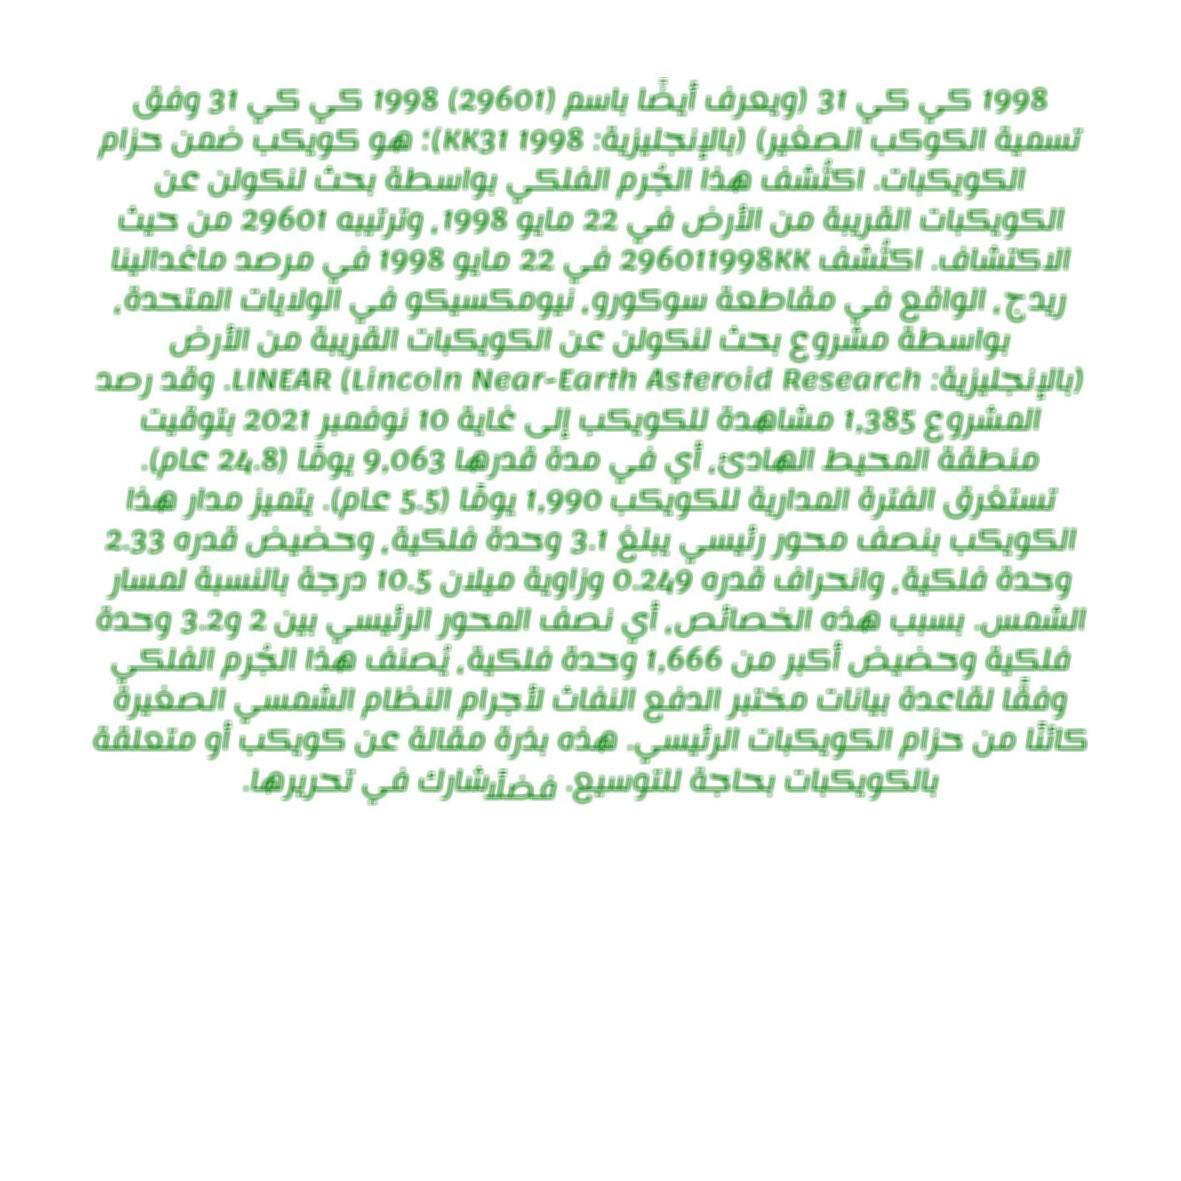 1998 كي كي 31 (ويعرف أيضًا باسم (29601) 1998 كي كي 31 وفق
تسمية الكوكب الصغير) (بالإنجليزية: 1998 KK31)؛ هو كويكب ضمن حزام
الكويكبات. اكتُشف هذا الجُرم الفلكي بواسطة بحث لنكولن عن
الكويكبات القريبة من الأرض في 22 مايو 1998، وترتيبه 29601 من حيث
الاكتشاف. اكتُشف 296011998KK في 22 مايو 1998 في مرصد ماغدالينا
ريدج، الواقع في مقاطعة سوكورو، نيومكسيكو في الولايات المتحدة،
بواسطة مشروع بحث لنكولن عن الكويكبات القريبة من الأرض
(بالإنجليزية: LINEAR (Lincoln Near-Earth Asteroid Research. وقد رصد
المشروع 1,385 مشاهدة للكويكب إلى غاية 10 نوفمبر 2021 بتوقيت
منطقة المحيط الهادئ، أي في مدة قدرها 9,063 يومًا (24.8 عام).
تستغرق الفترة المدارية للكويكب 1,990 يومًا (5.5 عام). يتميز مدار هذا
الكويكب بنصف محور رئيسي يبلغ 3.1 وحدة فلكية، وحضيض قدره 2.33
وحدة فلكية، وانحراف قدره 0.249 وزاوية ميلان 10.5 درجة بالنسبة لمسار
الشمس. بسبب هذه الخصائص، أي نصف المحور الرئيسي بين 2 و3.2 وحدة
فلكية وحضيض أكبر من 1,666 وحدة فلكية، يُصنف هذا الجُرم الفلكي
وفقًا لقاعدة بيانات مختبر الدفع النفاث لأجرام النظام الشمسي الصغيرة
كائنًا من حزام الكويكبات الرئيسي. هذه بذرة مقالة عن كويكب أو متعلقة
بالكويكبات بحاجة للتوسيع. فضلًا شارك في تحريرها.